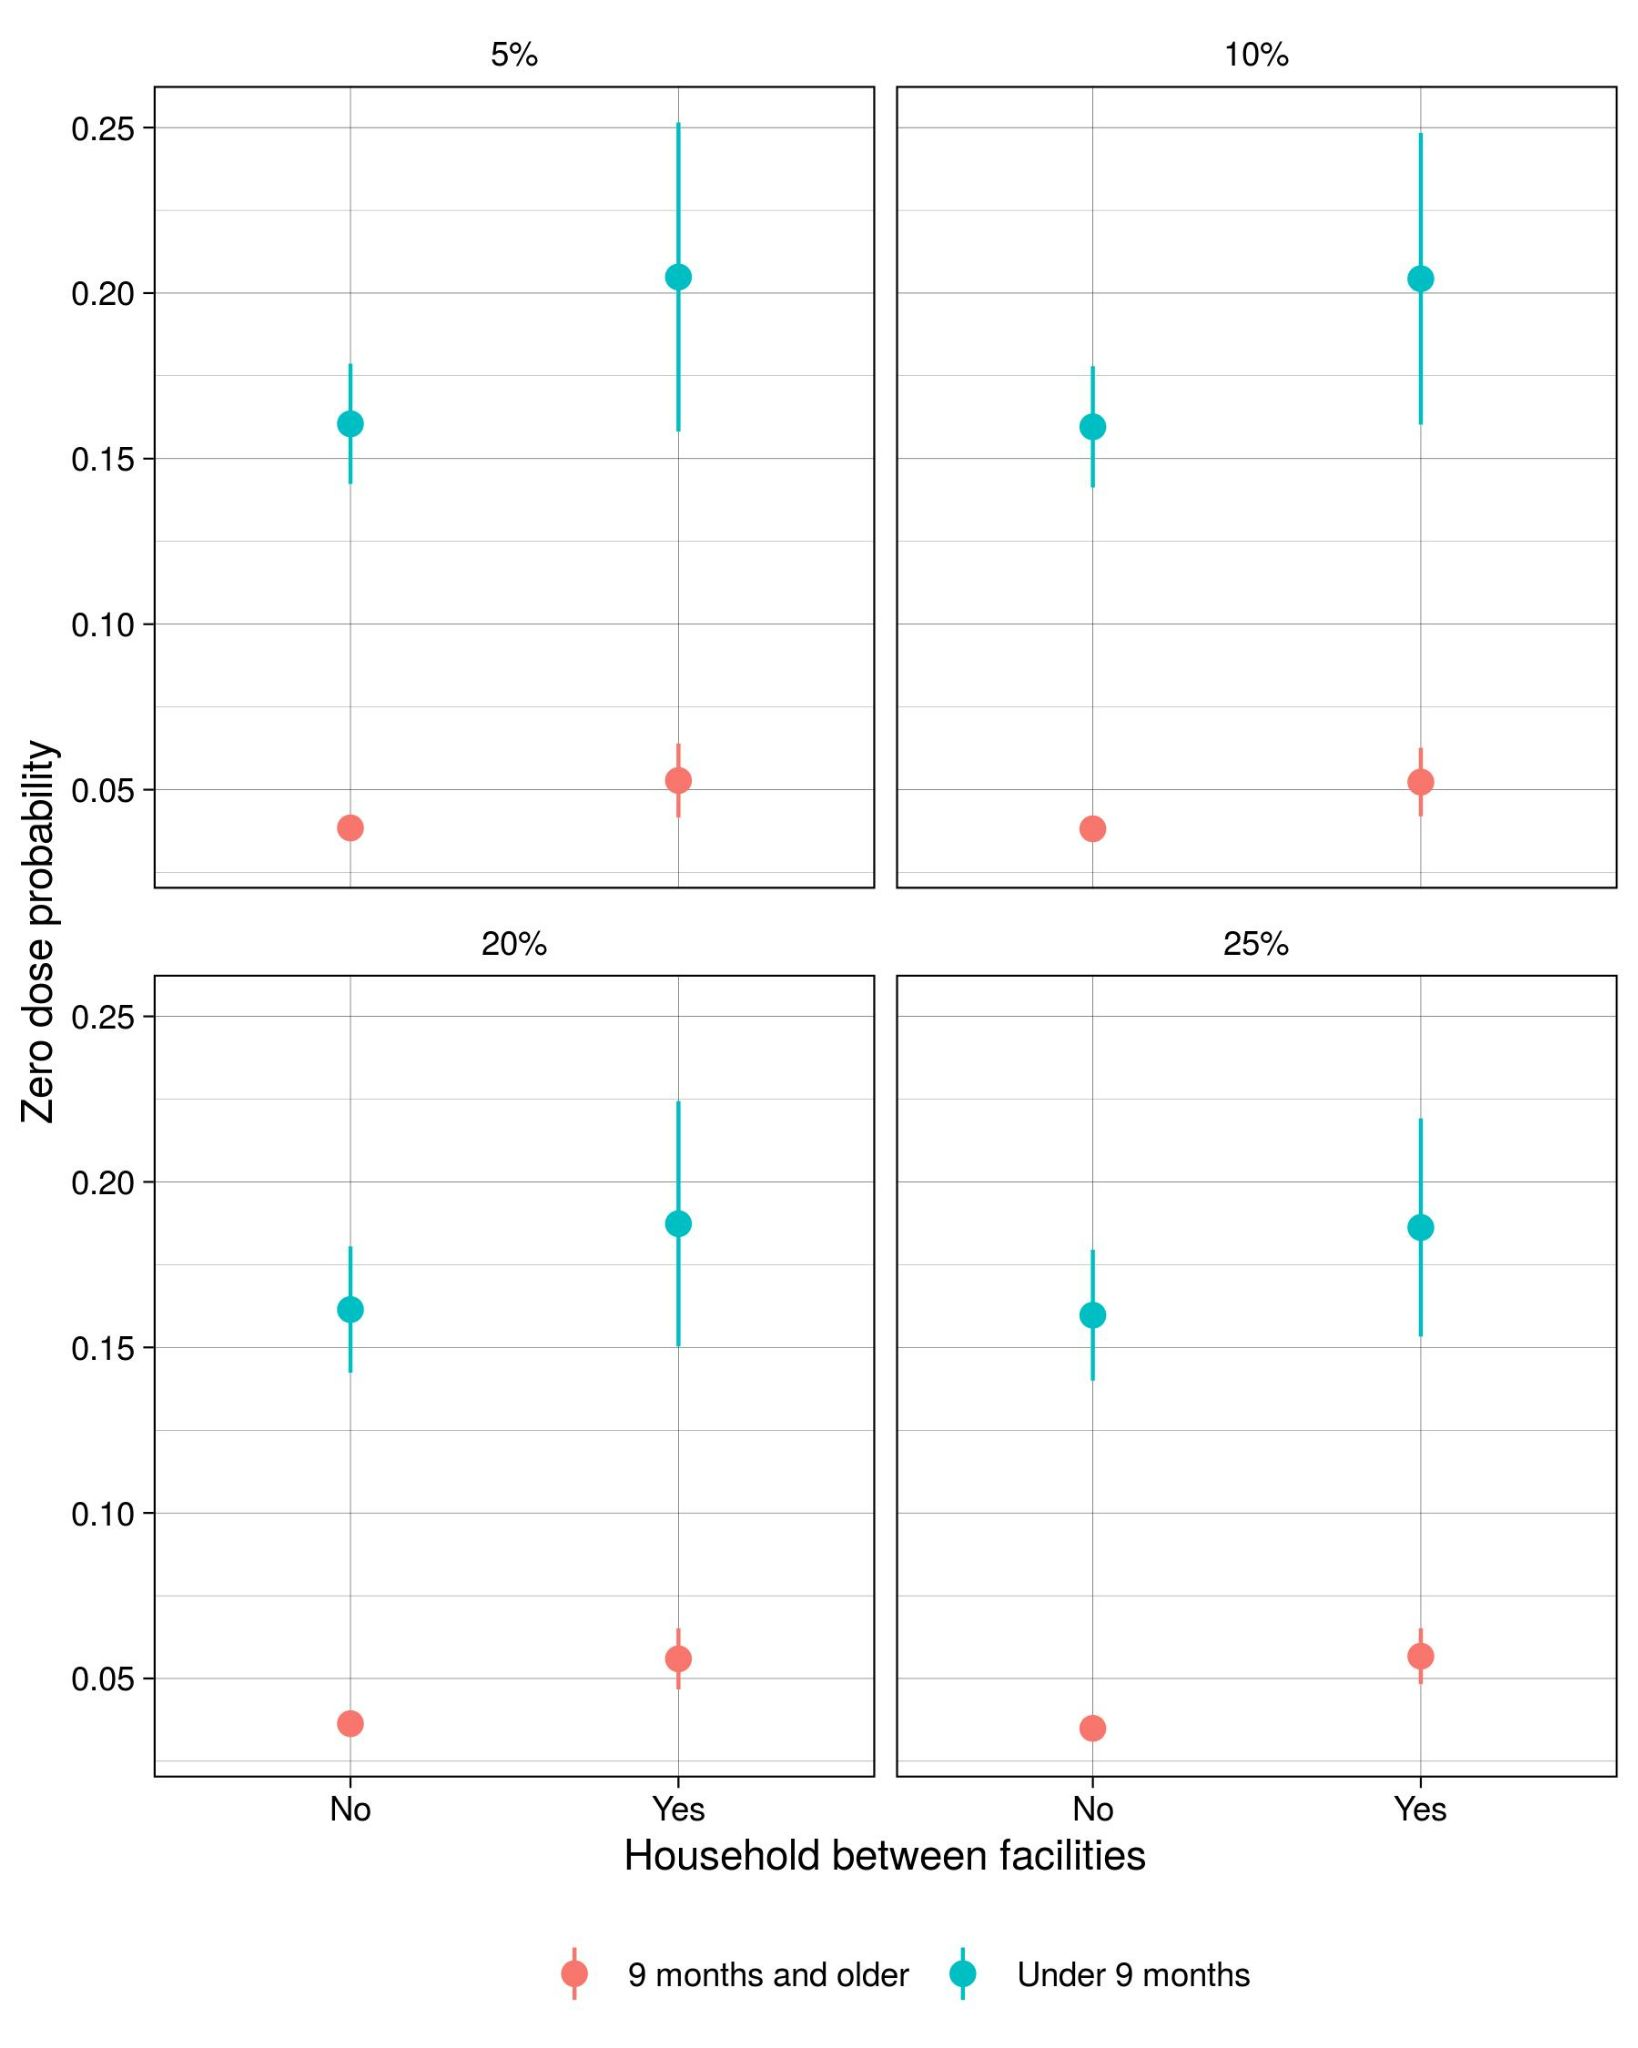 5%
10%
0.25
0.20
0.15
0.10
0.05
Zero dose probability
20%
25%
0.25
0.20
0.15
0.10
0.05
No
Yes
No
Yes
Household between facilities
9 months and older
Under 9 months